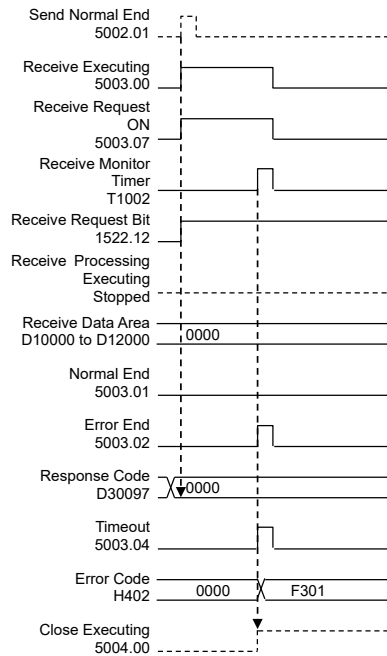 Send Normal End
5002.01
Receive Executing
5003.00
Receive Request
ON
5003.07
Receive Monitor
Timer
T1002
Receive Request Bit
1522.12
Receive Processing
Executing
Stopped
Receive Data Area
D10000 to D12000
0000
Normal End
5003.01
Error End
5003.02
Response Code
D30097
0000
Timeout
5003.04
Error Code
H402
0000
F301
Close Executing
5004.00